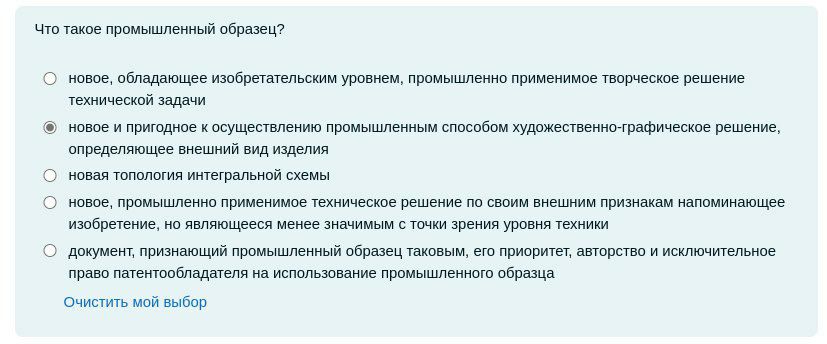 Что такое промышленный образец?
новое, обладающее изобретательским уровнем, промышленно применимое творческое решение
технической задачи
новое и пригодное к осуществлению промышленным способом художественно-графическое решение,
определяющее внешний вид изделия
новая топология интегральной схемы
новое, промышленно применимое техническое решение по своим внешним признакам напоминающее
изобретение, но являющееся менее значимым с точки зрения уровня техники
документ, признающий промышленный образец таковым, его приоритет, авторство и исключительное
право патентообладателя на использование промышленного образца
Очистить мой выбор